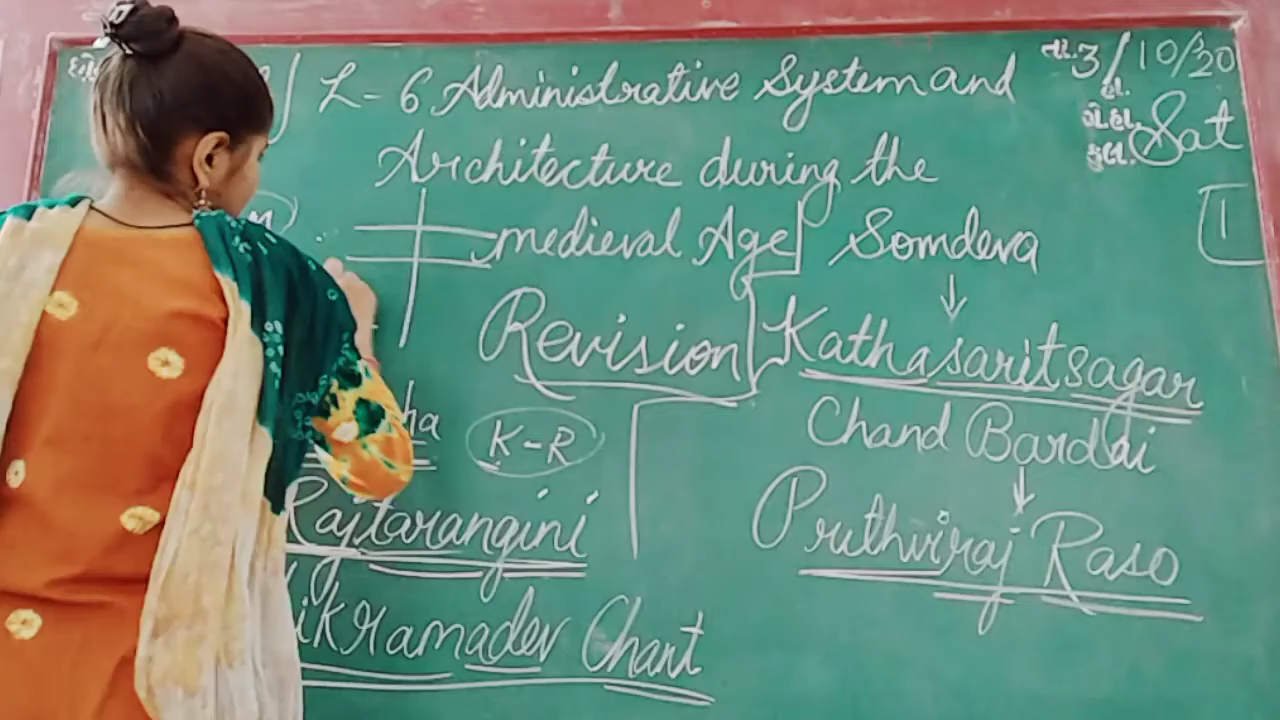 L-6 Administrative System and
તા. 3/10/20
હા.
ગે.હા. Sat
કુલ.
Architecture during the
medieval Age
1
Somdeva
↓
Revision
Kathasaritsagar
ha
K-R
Chand Bardai
↓
Rajtarangini
Pruthviraj Raso
ikramadev Charit